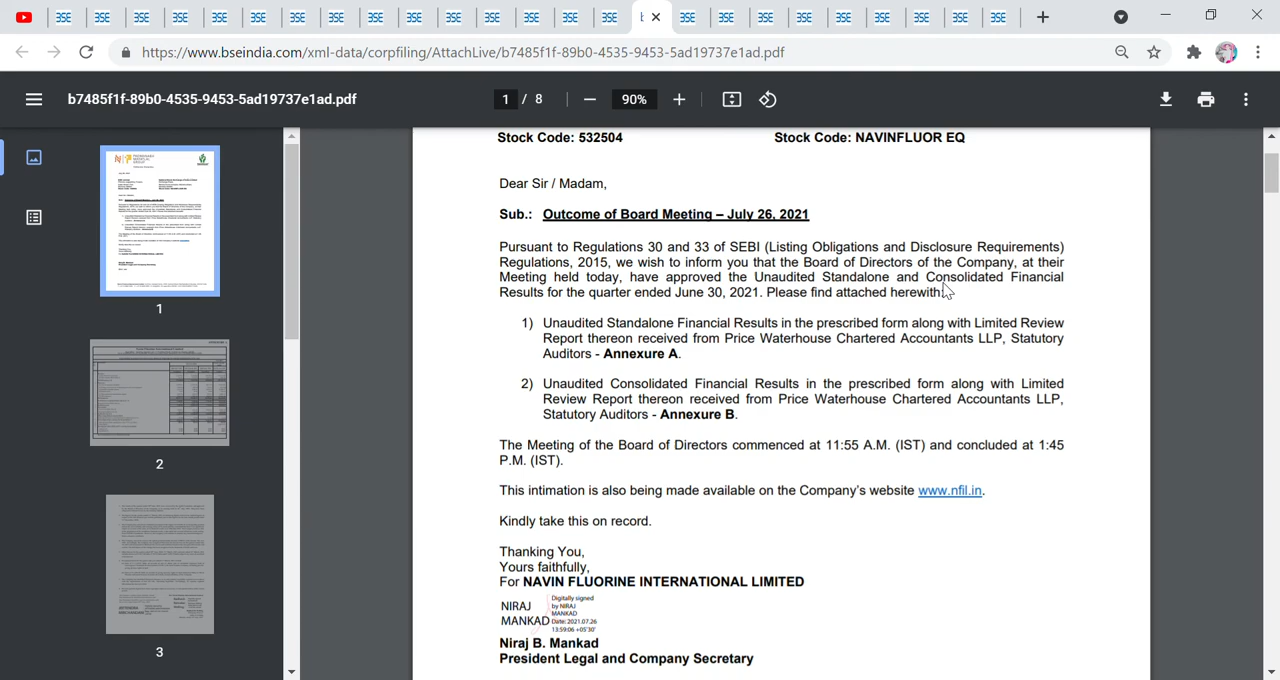 https://www.bseindia.com/xml-data/corpfiling/AttachLive/b7485f1f-89b0-4535-9453-5ad19737e1ad.pdf
b7485f1f-89b0-4535-9453-5ad19737e1ad.pdf
1 / 8
90%
Stock Code: 532504 Stock Code: NAVINFLUOR EQ
Dear Sir / Madam,
Sub.: Outcome of Board Meeting – July 26, 2021
Pursuant to Regulations 30 and 33 of SEBI (Listing Obligations and Disclosure Requirements)
Regulations, 2015, we wish to inform you that the Board of Directors of the Company, at their
Meeting held today, have approved the Unaudited Standalone and Consolidated Financial
Results for the quarter ended June 30, 2021. Please find attached herewith:
1) Unaudited Standalone Financial Results in the prescribed form along with Limited Review
Report thereon received from Price Waterhouse Chartered Accountants LLP, Statutory
Auditors - Annexure A.
2) Unaudited Consolidated Financial Results in the prescribed form along with Limited
Review Report thereon received from Price Waterhouse Chartered Accountants LLP,
Statutory Auditors - Annexure B.
The Meeting of the Board of Directors commenced at 11:55 A.M. (IST) and concluded at 1:45
P.M. (IST).
This intimation is also being made available on the Company's website www.nfil.in.
Kindly take this on record.
Thanking You,
Yours faithfully,
For NAVIN FLUORINE INTERNATIONAL LIMITED
NIRAJ
MANKAD
Digitally signed
by NIRAJ
MANKAD
Date: 2021.07.26
13:59:06 +05'30'
Niraj B. Mankad
President Legal and Company Secretary
1
2
3